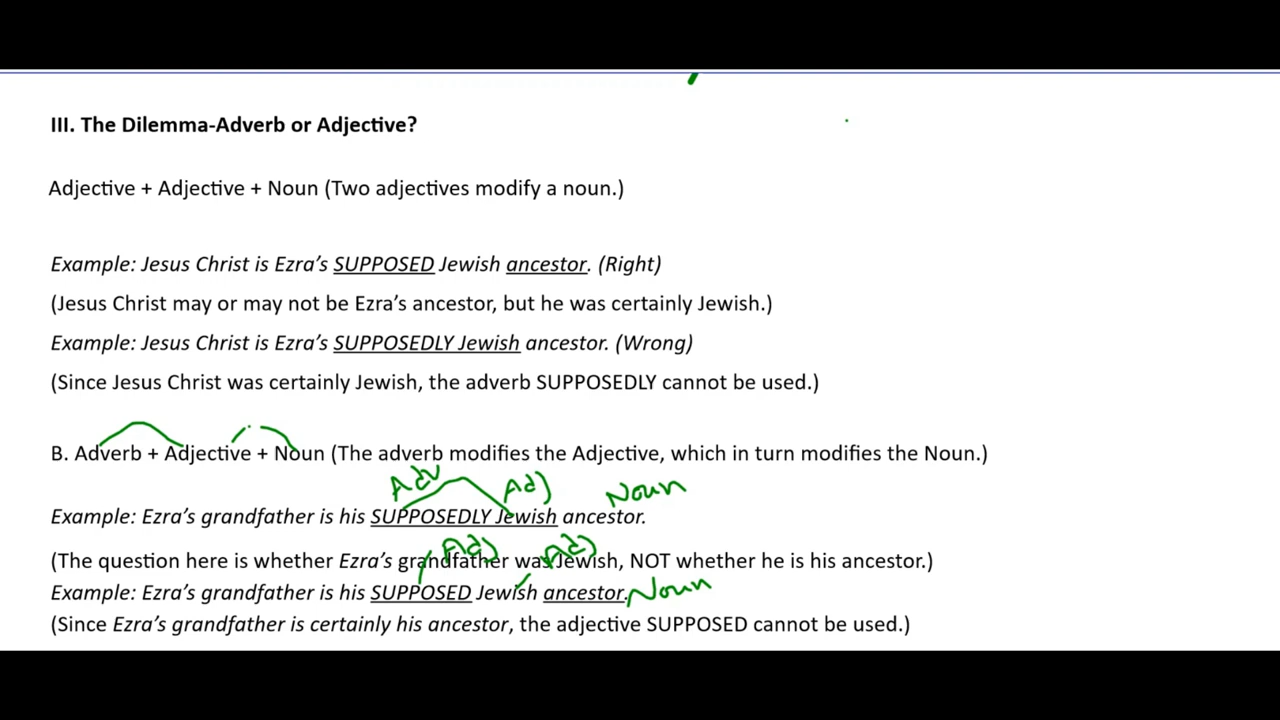 III. The Dilemma-Adverb or Adjective?
Adjective + Adjective + Noun (Two adjectives modify a noun.)
Example: Jesus Christ is Ezra's SUPPOSED Jewish ancestor. (Right)
(Jesus Christ may or may not be Ezra's ancestor, but he was certainly Jewish.)
Example: Jesus Christ is Ezra's SUPPOSEDLY Jewish ancestor. (Wrong)
(Since Jesus Christ was certainly Jewish, the adverb SUPPOSEDLY cannot be used.)
B. Adverb + Adjective + Noun (The adverb modifies the Adjective, which in turn modifies the Noun.)
Adv Adj Noun
Example: Ezra's grandfather is his SUPPOSEDLY Jewish ancestor.
Adj Adj
(The question here is whether Ezra's grandfather was Jewish, NOT whether he is his ancestor.)
Example: Ezra's grandfather is his SUPPOSED Jewish ancestor. Noun
(Since Ezra's grandfather is certainly his ancestor, the adjective SUPPOSED cannot be used.)